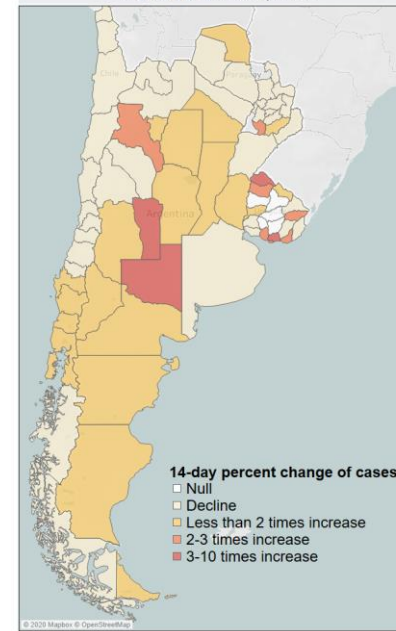 Chile
Paraguay
Argentina
14-day percent change of cases
Null
Decline
Less than 2 times increase
2-3 times increase
3-10 times increase
© 2020 Mapbox © OpenStreetMap